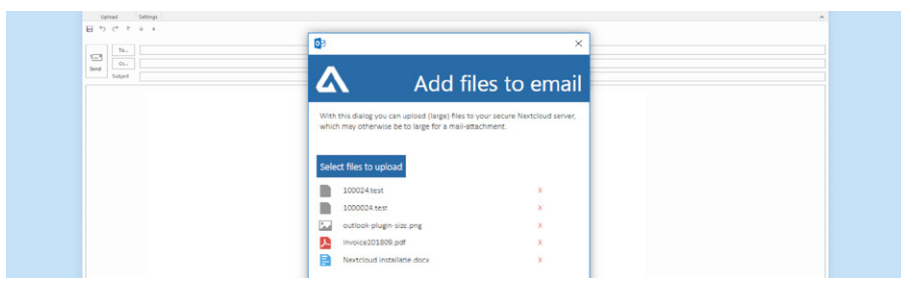 Upload Settings
To...
Cc...
Send
Subject
Add files to email
With this dialog you can upload (large) files to your secure Nextcloud server,
which may otherwise be to large for a mail-attachment.
Select files to upload
100024.test X
1000024.test X
outlook-plugin-size.png X
Invoice201809.pdf X
Nextcloud installatie.docx X